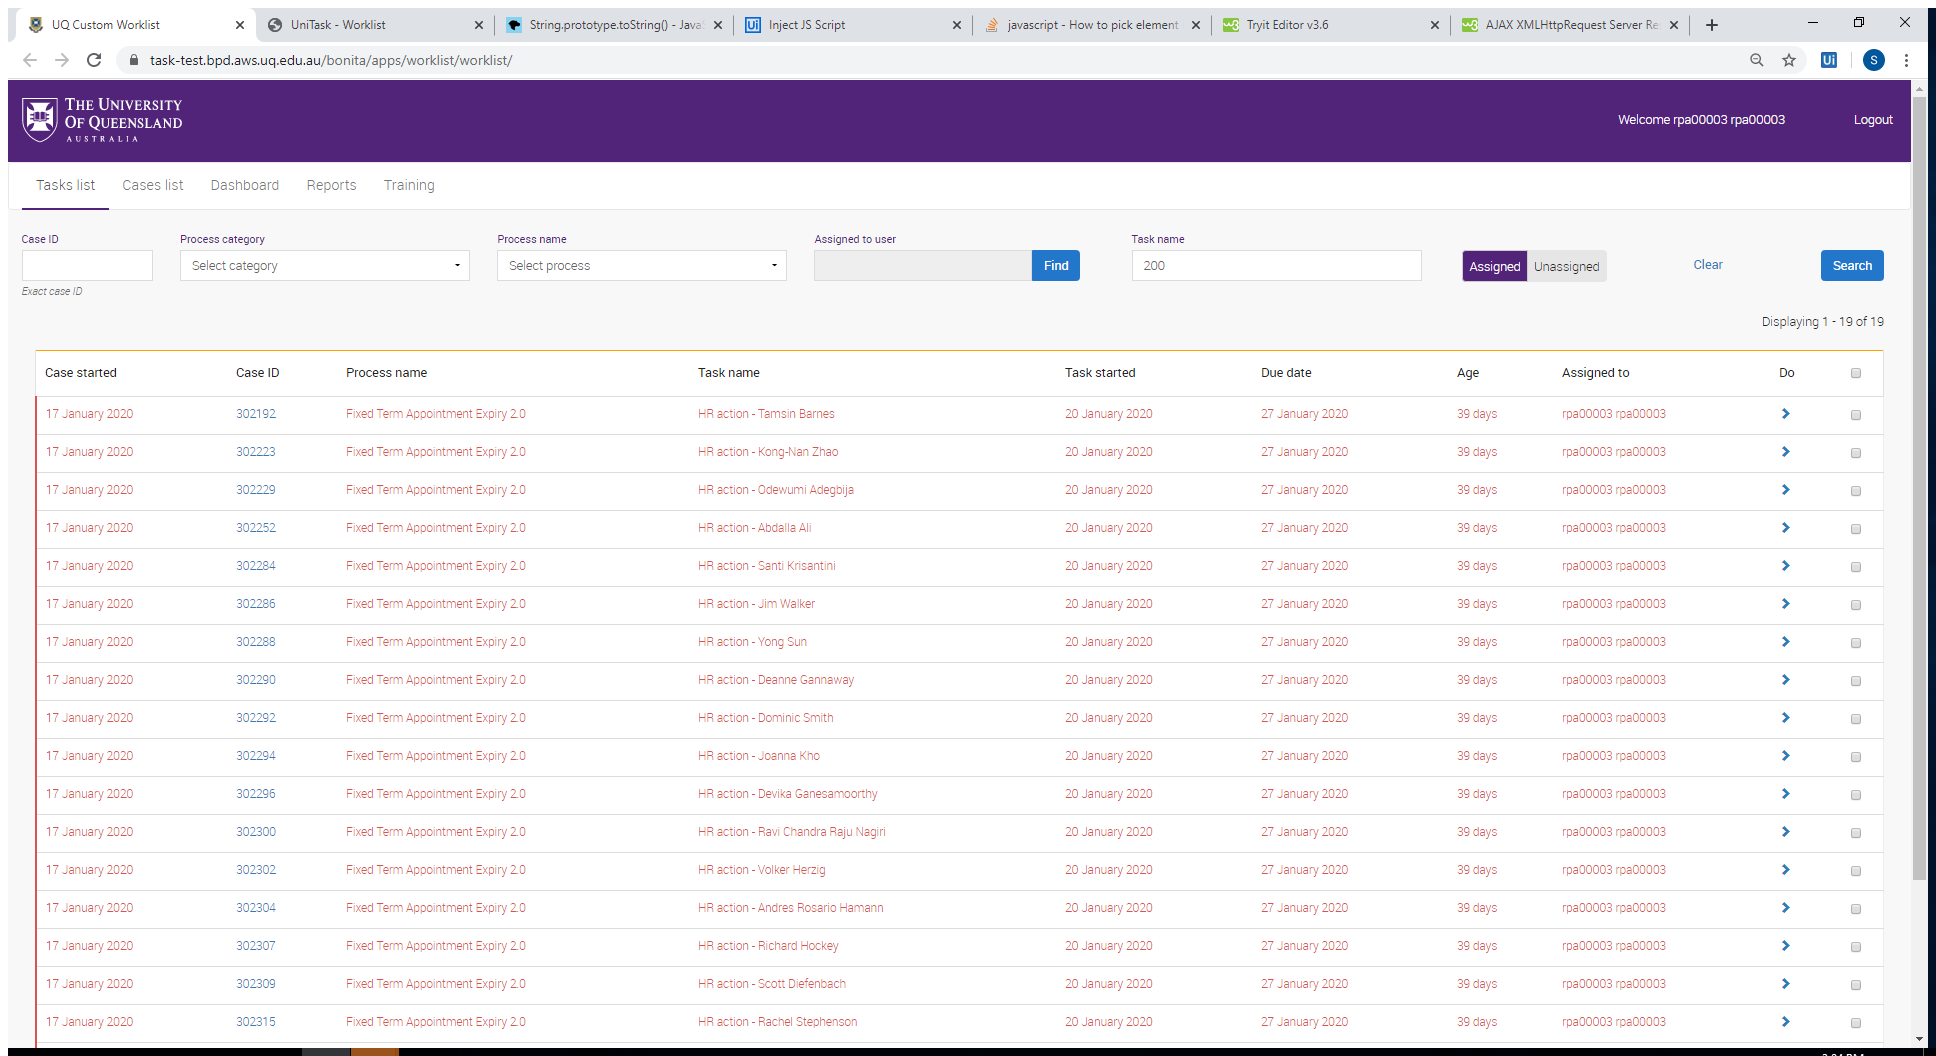 UQ Custom Worklist
UniTask - Worklist
String.prototype.toString() - Java
Inject JS Script
javascript - How to pick element
Tryit Editor v3.6
AJAX XMLHttpRequest Server Re
task-test.bpd.aws.uq.edu.au/bonita/apps/worklist/worklist/
Ui
S
THE UNIVERSITY
OF QUEENSLAND
AUSTRALIA
Welcome rpa00003 rpa00003
Logout
Tasks list Cases list Dashboard Reports Training
Case ID Process category Process name Assigned to user Task name
Select category Select process Find 200 Assigned Unassigned Clear Search
Exact case ID
Displaying 1 - 19 of 19
Case started Case ID Process name Task name Task started Due date Age Assigned to Do
17 January 2020 302192 Fixed Term Appointment Expiry 2.0 HR action - Tamsin Barnes 20 January 2020 27 January 2020 39 days rpa00003 rpa00003
17 January 2020 302223 Fixed Term Appointment Expiry 2.0 HR action - Kong-Nan Zhao 20 January 2020 27 January 2020 39 days rpa00003 rpa00003
17 January 2020 302229 Fixed Term Appointment Expiry 2.0 HR action - Odewumi Adegbija 20 January 2020 27 January 2020 39 days rpa00003 rpa00003
17 January 2020 302252 Fixed Term Appointment Expiry 2.0 HR action - Abdalla Ali 20 January 2020 27 January 2020 39 days rpa00003 rpa00003
17 January 2020 302284 Fixed Term Appointment Expiry 2.0 HR action - Santi Krisantini 20 January 2020 27 January 2020 39 days rpa00003 rpa00003
17 January 2020 302286 Fixed Term Appointment Expiry 2.0 HR action - Jim Walker 20 January 2020 27 January 2020 39 days rpa00003 rpa00003
17 January 2020 302288 Fixed Term Appointment Expiry 2.0 HR action - Yong Sun 20 January 2020 27 January 2020 39 days rpa00003 rpa00003
17 January 2020 302290 Fixed Term Appointment Expiry 2.0 HR action - Deanne Gannaway 20 January 2020 27 January 2020 39 days rpa00003 rpa00003
17 January 2020 302292 Fixed Term Appointment Expiry 2.0 HR action - Dominic Smith 20 January 2020 27 January 2020 39 days rpa00003 rpa00003
17 January 2020 302294 Fixed Term Appointment Expiry 2.0 HR action - Joanna Kho 20 January 2020 27 January 2020 39 days rpa00003 rpa00003
17 January 2020 302296 Fixed Term Appointment Expiry 2.0 HR action - Devika Ganesamoorthy 20 January 2020 27 January 2020 39 days rpa00003 rpa00003
17 January 2020 302300 Fixed Term Appointment Expiry 2.0 HR action - Ravi Chandra Raju Nagiri 20 January 2020 27 January 2020 39 days rpa00003 rpa00003
17 January 2020 302302 Fixed Term Appointment Expiry 2.0 HR action - Volker Herzig 20 January 2020 27 January 2020 39 days rpa00003 rpa00003
17 January 2020 302304 Fixed Term Appointment Expiry 2.0 HR action - Andres Rosario Hamann 20 January 2020 27 January 2020 39 days rpa00003 rpa00003
17 January 2020 302307 Fixed Term Appointment Expiry 2.0 HR action - Richard Hockey 20 January 2020 27 January 2020 39 days rpa00003 rpa00003
17 January 2020 302309 Fixed Term Appointment Expiry 2.0 HR action - Scott Diefenbach 20 January 2020 27 January 2020 39 days rpa00003 rpa00003
17 January 2020 302315 Fixed Term Appointment Expiry 2.0 HR action - Rachel Stephenson 20 January 2020 27 January 2020 39 days rpa00003 rpa00003